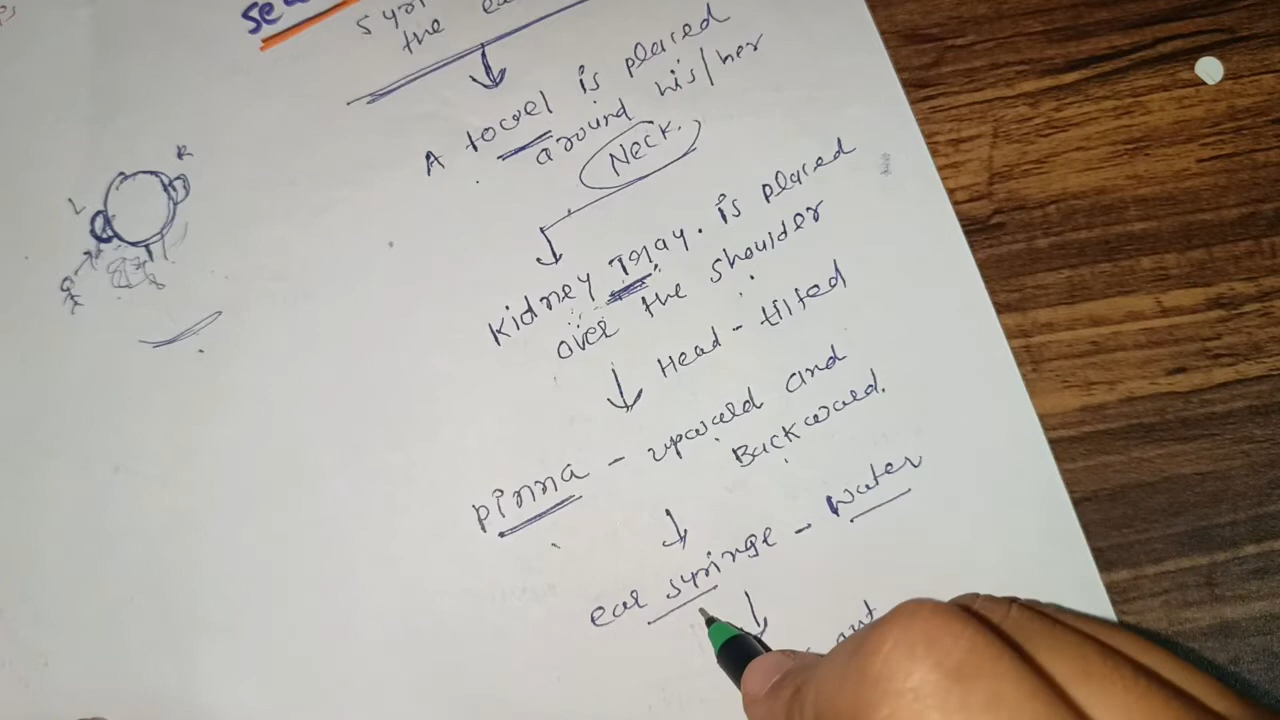 the
A towel is placed
around his/her
Neck.
R
L
Kidney Tray. is placed
over the shoulder
Head - tilted
pinna - upward and
Backward.
ear syringe - Water